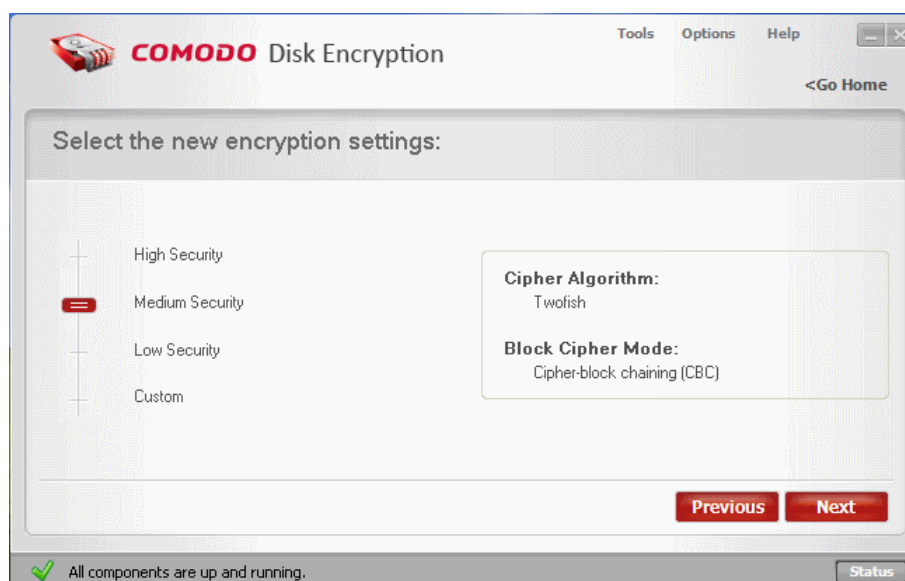 COMODO Disk Encryption
Tools Options Help
<Go Home
Select the new encryption settings:
High Security
Medium Security
Low Security
Custom
Cipher Algorithm:
Twofish
Block Cipher Mode:
Cipher-block chaining (CBC)
Previous Next
All components are up and running.
Status